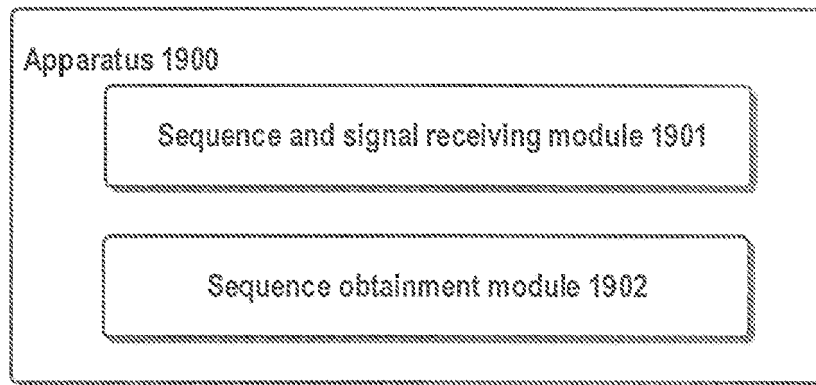 Apparatus 1900
Sequence and signal receiving module 1901
Sequence obtainment module 1902